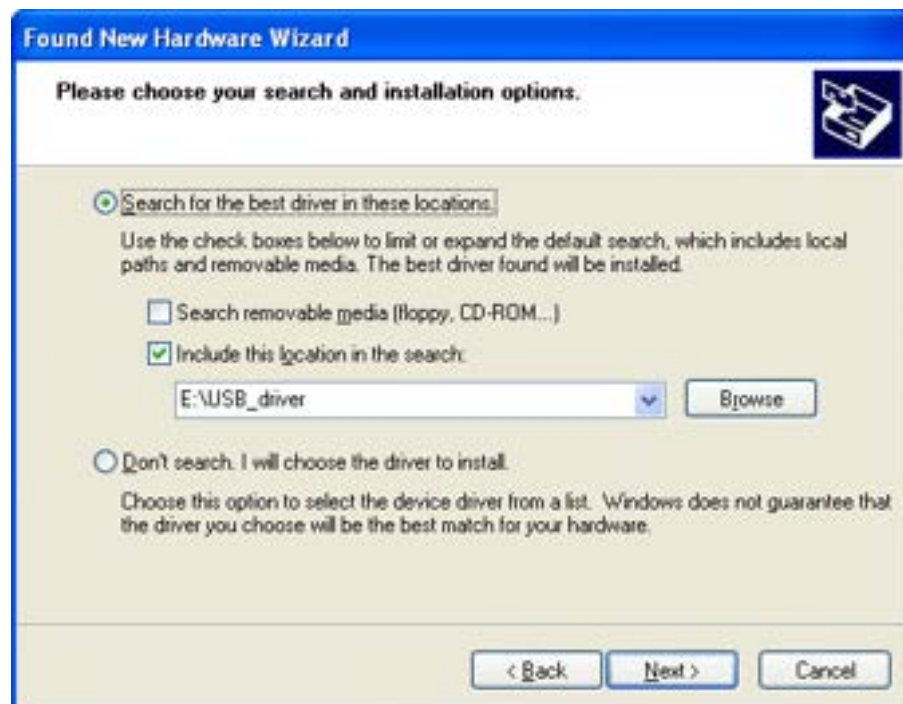 Found New Hardware Wizard
Please choose your search and installation options.
Search for the best driver in these locations.
Use the check boxes below to limit or expand the default search, which includes local
paths and removable media. The best driver found will be installed.
Search removable media (floppy, CD-ROM...)
Include this location in the search:
E:\USB_driver
Browse
Don't search. I will choose the driver to install.
Choose this option to select the device driver from a list. Windows does not guarantee that
the driver you choose will be the best match for your hardware.
< Back
Next >
Cancel